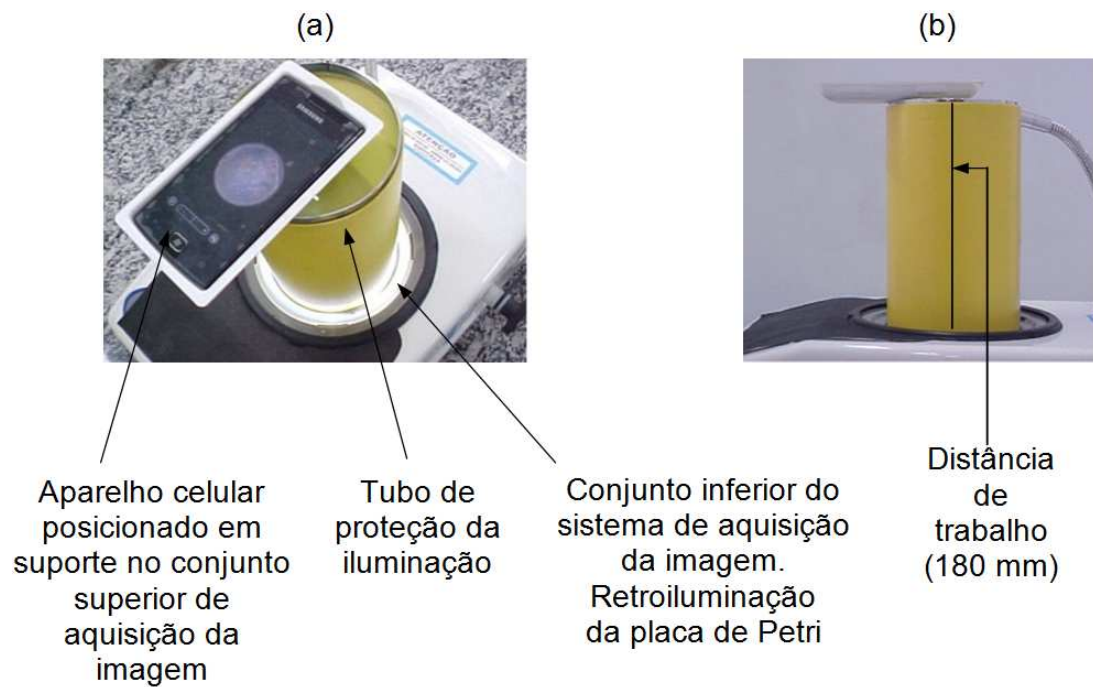 (a)
(b)
SAMSUNG
ATENÇÃO
Aparelho celular
posicionado em
suporte no conjunto
superior de
aquisição da
imagem
Tubo de
proteção da
iluminação
Conjunto inferior do
sistema de aquisição
da imagem.
Retroiluminação
da placa de Petri
Distância
de
trabalho
(180 mm)